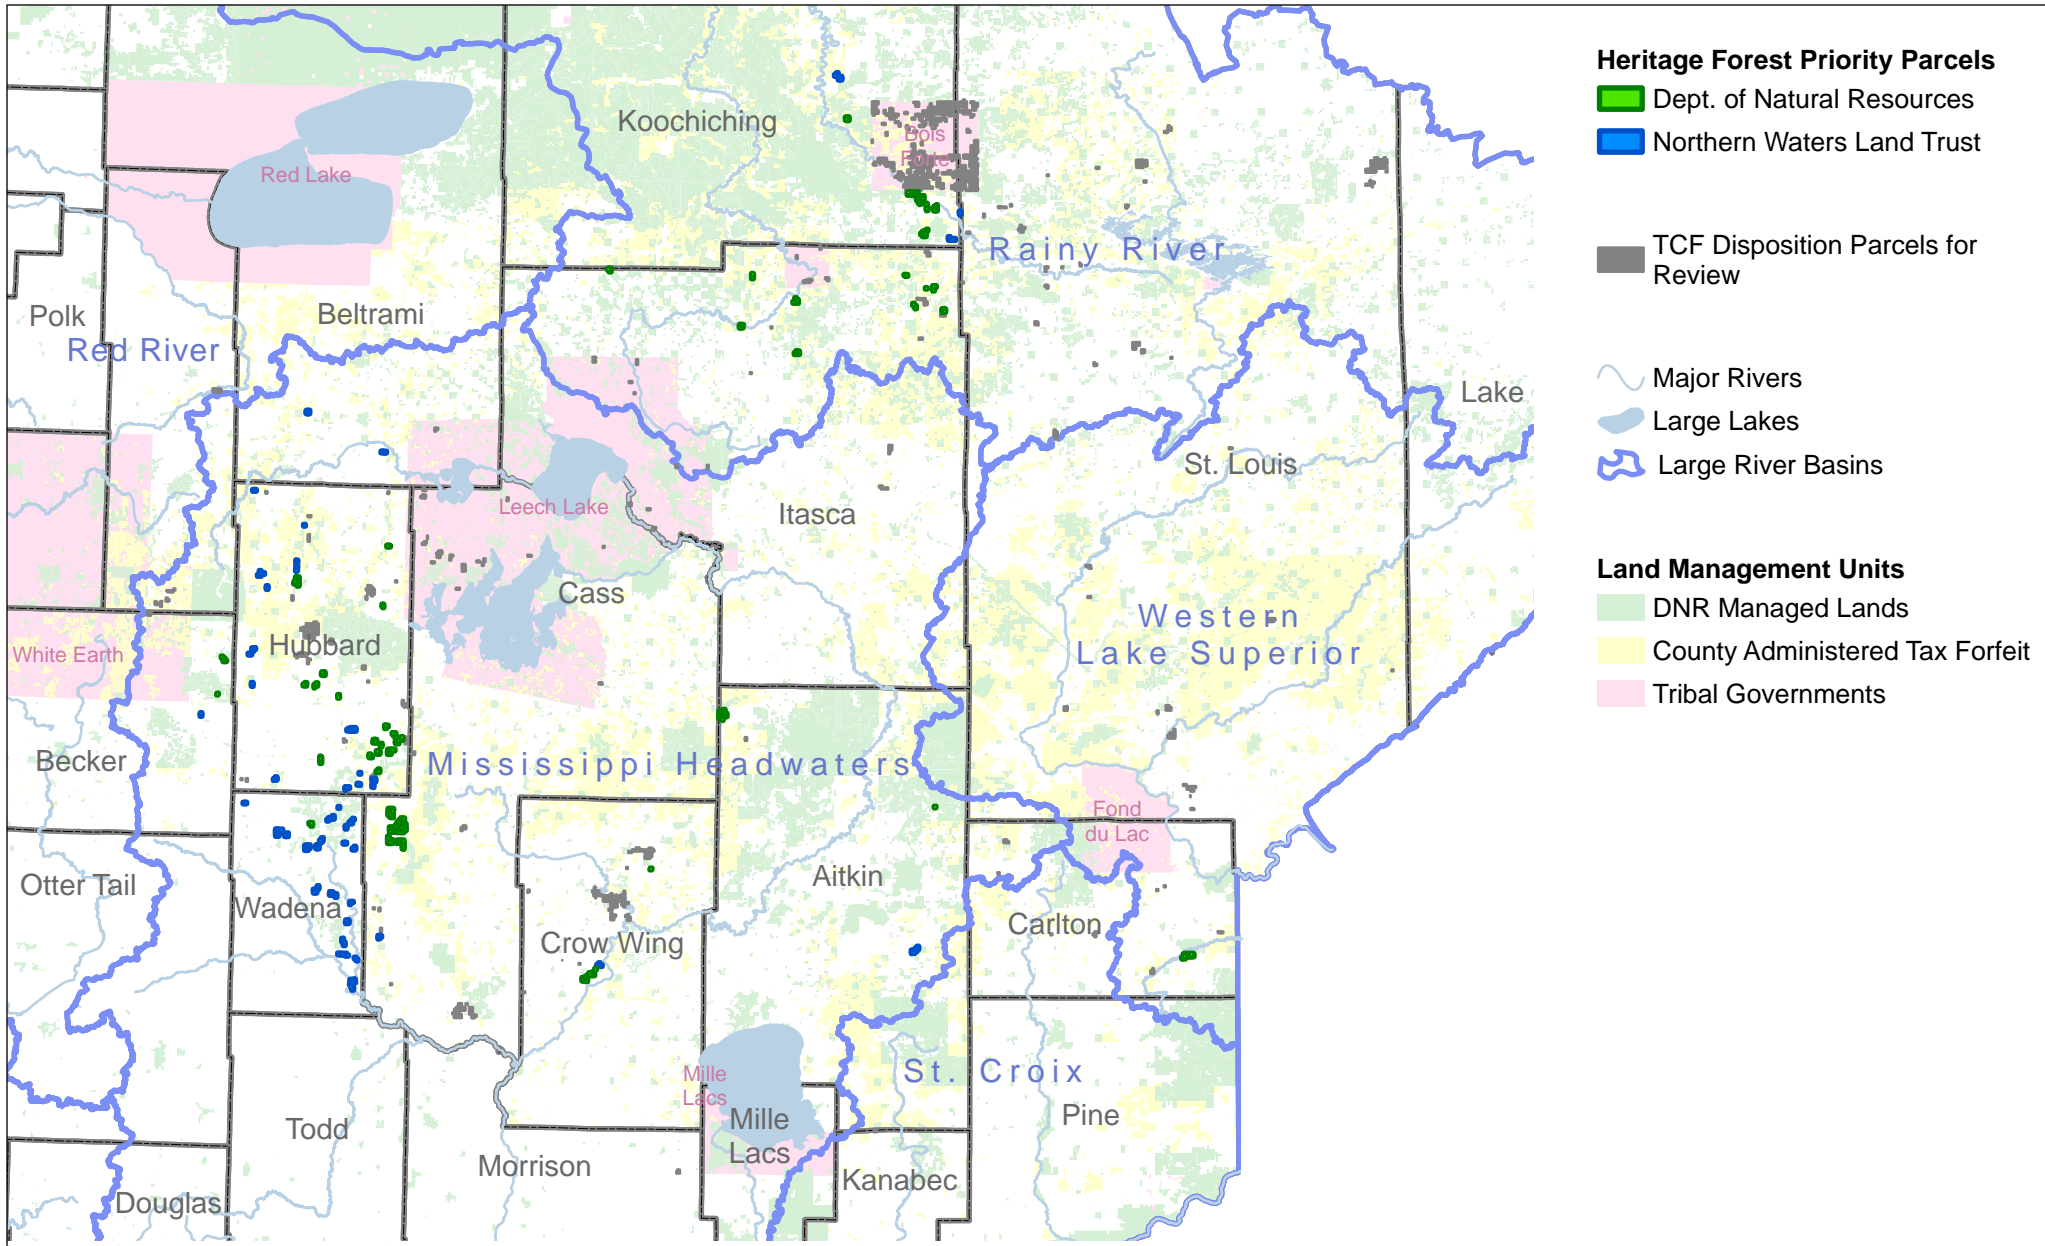 Koochiching
Bois
Forte
Red Lake
Rainy River
Polk
Beltrami
Red River
Lake
St. Louis
Leech Lake
Itasca
Cass
Western
Lake Superior
Hubbard
White Earth
Becker
Mississippi Headwaters
Fond
du Lac
Otter Tail
Aitkin
Wadena
Carlton
Crow Wing
Mille
Lacs
St. Croix
Pine
Todd
Mille
Lacs
Morrison
Kanabec
Douglas
Heritage Forest Priority Parcels
Dept. of Natural Resources
Northern Waters Land Trust
TCF Disposition Parcels for
Review
Major Rivers
Large Lakes
Large River Basins
Land Management Units
DNR Managed Lands
County Administered Tax Forfeit
Tribal Governments